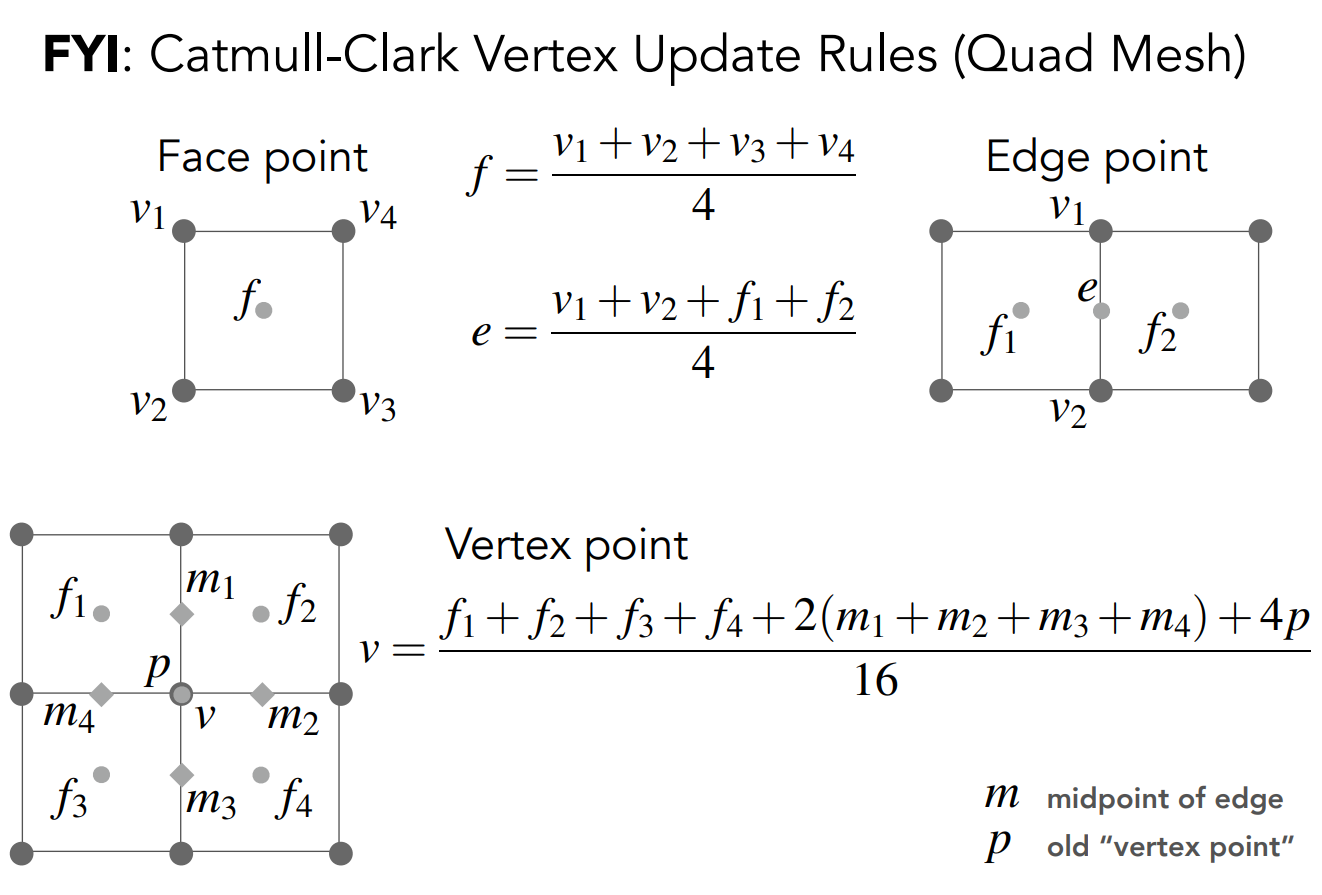 FYI: Catmull-Clark Vertex Update Rules (Quad Mesh)
Face point
v1 v4
f
v2 v3
f = (v1 + v2 + v3 + v4) / 4
e = (v1 + v2 + f1 + f2) / 4
Edge point
v1
e
f1 f2
v2
f1 m1 f2
p
m4 v m2
f3 m3 f4
Vertex point
v = (f1 + f2 + f3 + f4 + 2(m1 + m2 + m3 + m4) + 4p) / 16
m midpoint of edge
p old “vertex point”